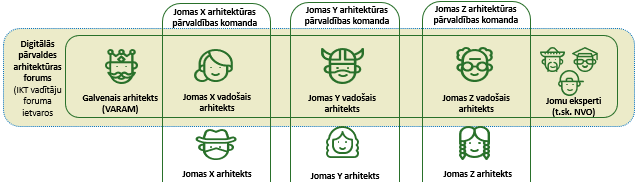 Jomas X arhitektūras
pārvaldības komanda
Jomas Y arhitektūras
pārvaldības komanda
Jomas Z arhitektūras
pārvaldības komanda
Digitālās
pārvaldes
arhitektūras
forums
(IKT vadītāju
foruma
ietvaros
Galvenais arhitekts
(VARAM)
Jomas X vadošais
arhitekts
Jomas Y vadošais
arhitekts
Jomas Z vadošais
arhitekts
Jomu eksperti
(t.sk. NVO)
Jomas X arhitekts
Jomas Y arhitekts
Jomas Z arhitekts